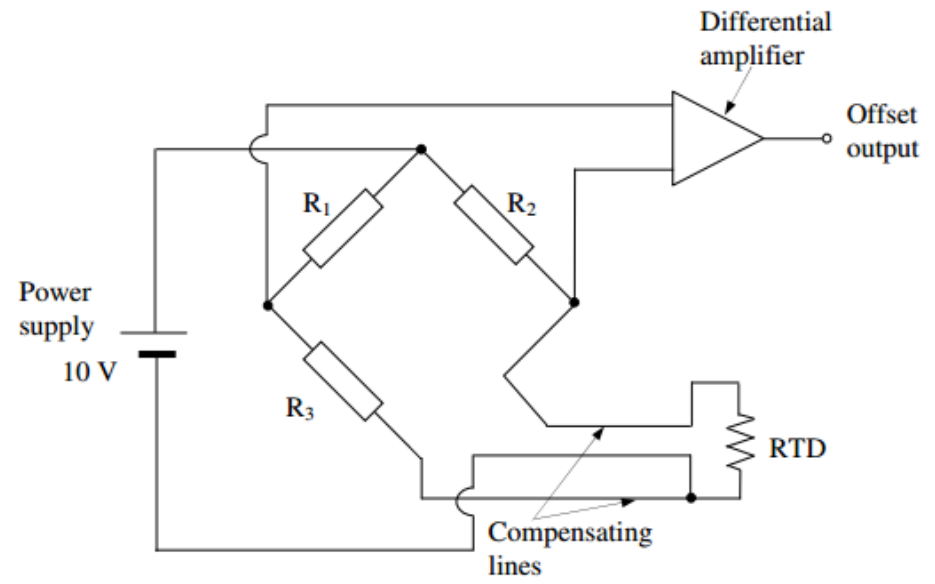 Differential
amplifier
Offset
output
R₁
R₂
Power
supply
10 V
R₃
RTD
Compensating
lines